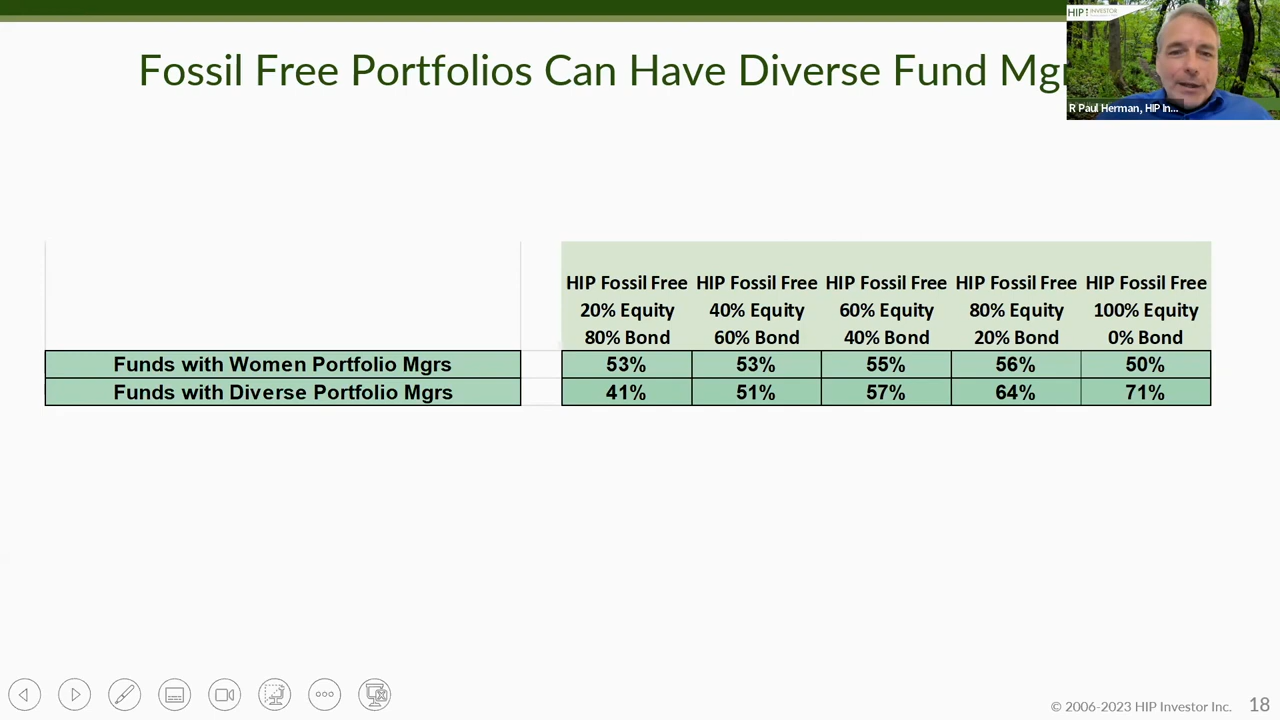 Fossil Free Portfolios Can Have Diverse Fund Mg
HIP INVESTOR
R Paul Herman, HIP In...
HIP Fossil Free HIP Fossil Free HIP Fossil Free HIP Fossil Free HIP Fossil Free
20% Equity 40% Equity 60% Equity 80% Equity 100% Equity
80% Bond 60% Bond 40% Bond 20% Bond 0% Bond
Funds with Women Portfolio Mgrs 53% 53% 55% 56% 50%
Funds with Diverse Portfolio Mgrs 41% 51% 57% 64% 71%
© 2006-2023 HIP Investor Inc. 18